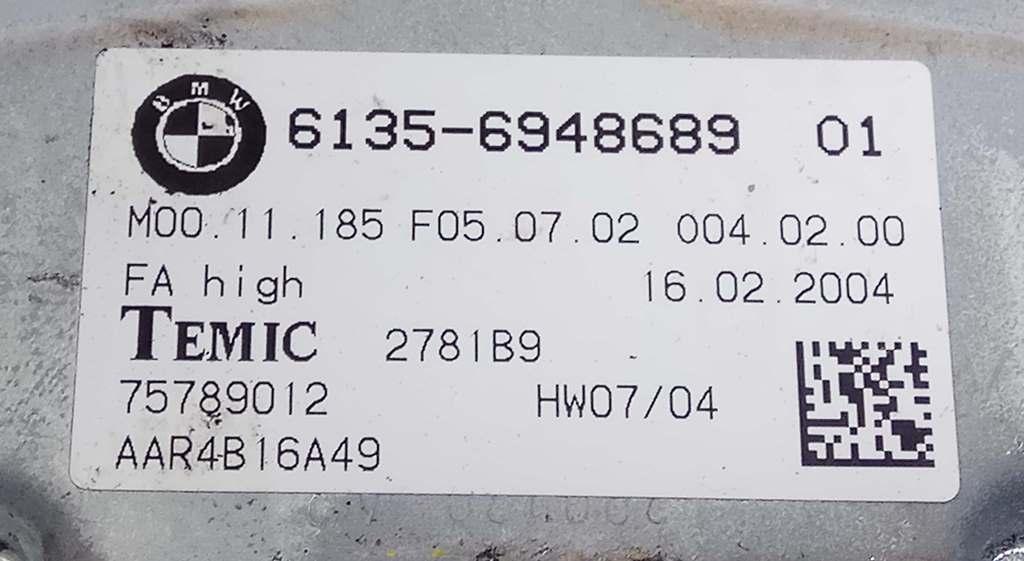 BMW 6135-6948689 01
M00.11.185 F05.07.02 004.02.00
FA high 16.02.2004
TEMIC 2781B9
75789012 HW07/04
AAR4B16A49